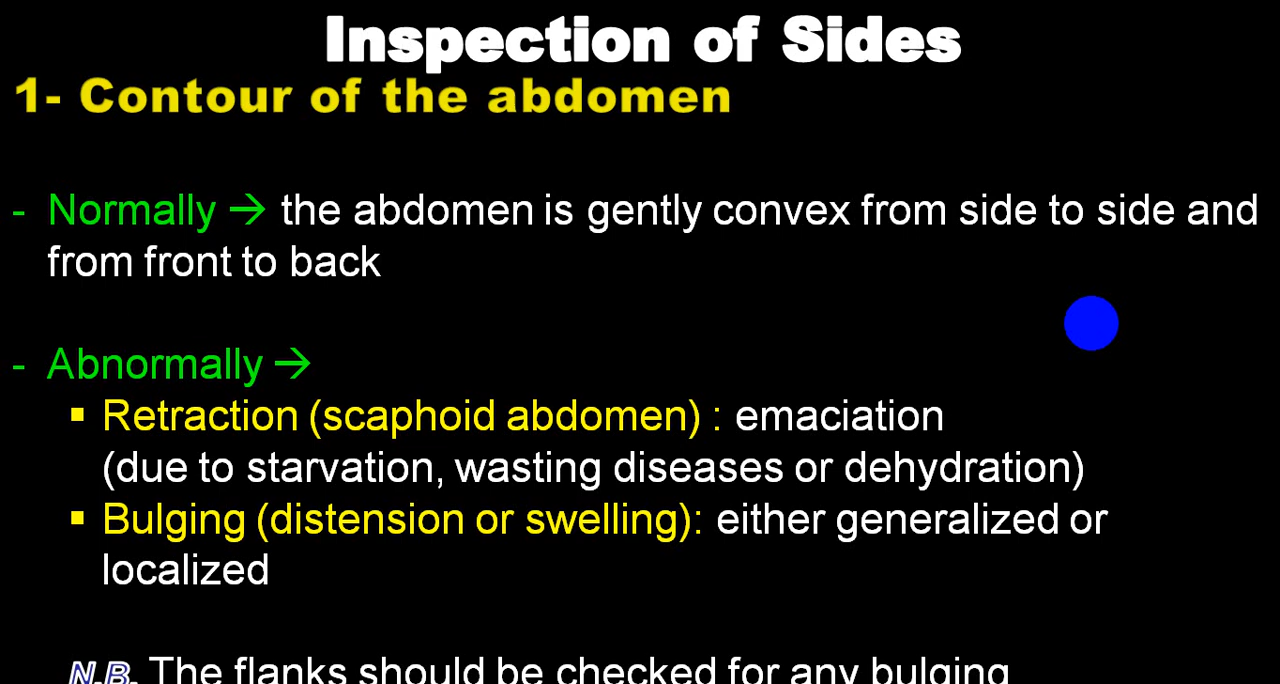 Inspection of Sides
1- Contour of the abdomen
- Normally → the abdomen is gently convex from side to side and
from front to back
- Abnormally →
▪ Retraction (scaphoid abdomen) : emaciation
(due to starvation, wasting diseases or dehydration)
▪ Bulging (distension or swelling): either generalized or
localized
N.B. The flanks should be checked for any bulging